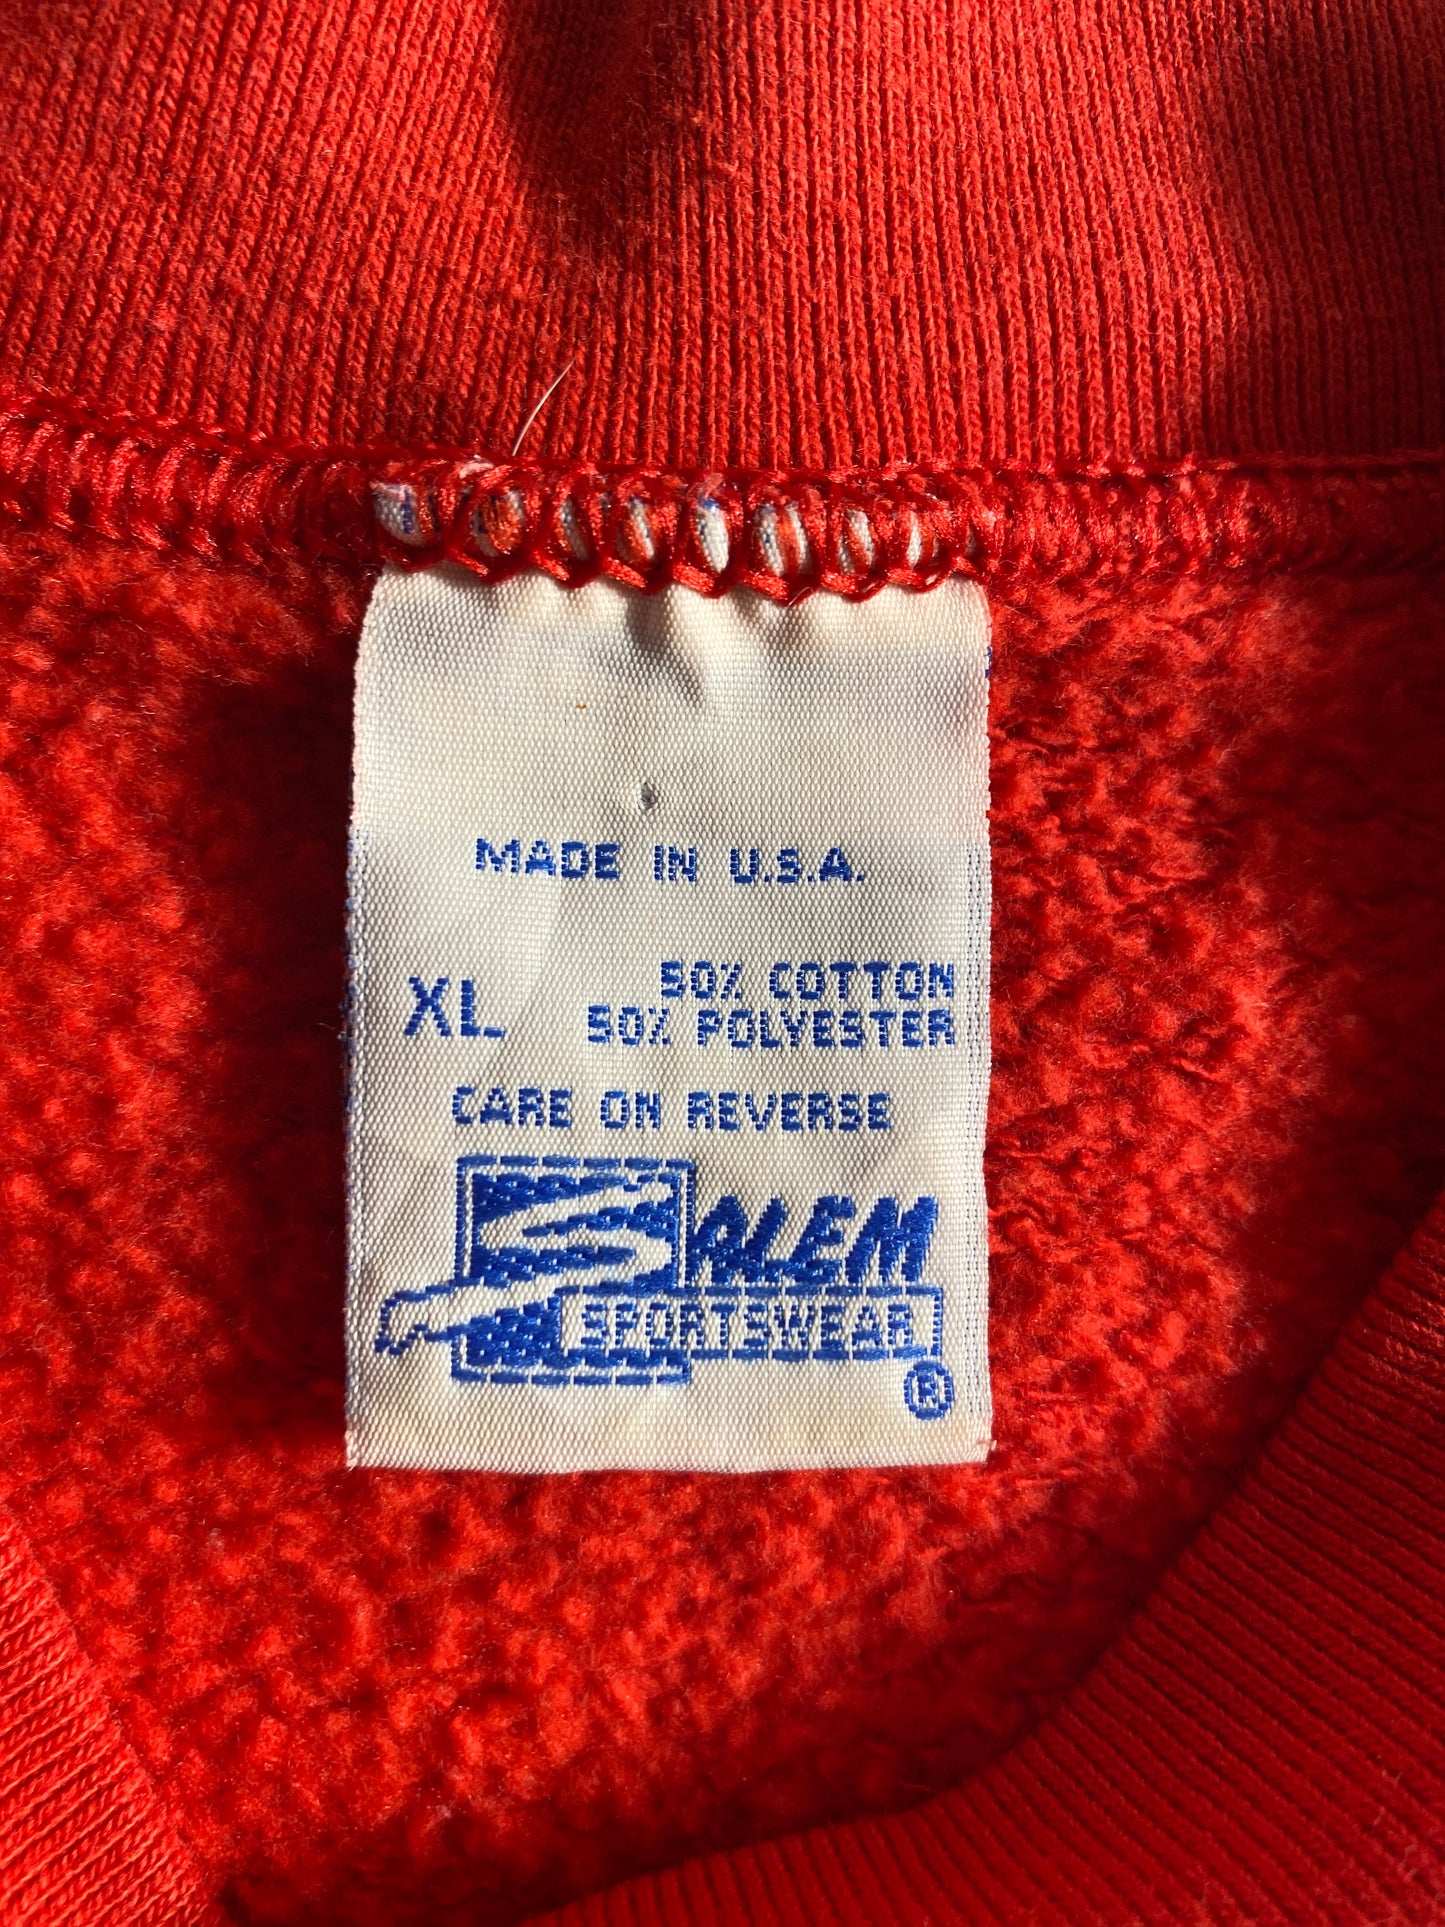 MADE IN U.S.A.
XL
50% COTTON
50% POLYESTER
CARE ON REVERSE
SALEM
SPORTSWEAR
®